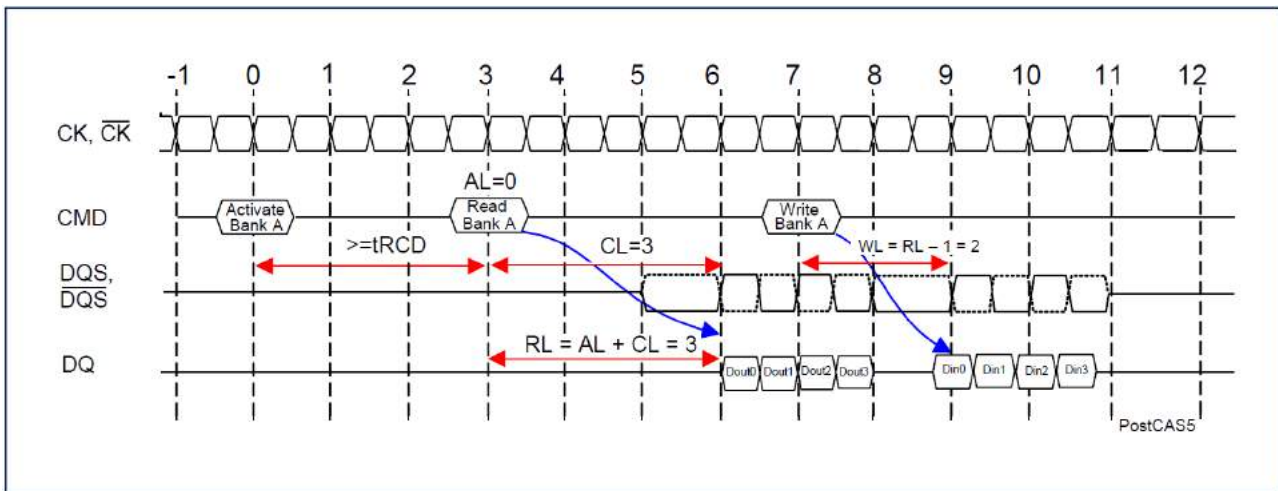 -1 0 1 2 3 4 5 6 7 8 9 10 11 12
CK, C̅K̅
AL=0
CMD
Activate
Bank A
Read
Bank A
Write
Bank A
>=tRCD
CL=3
WL = RL – 1 = 2
DQS,
D̅Q̅S̅
RL = AL + CL = 3
DQ
Dout0 Dout1 Dout2 Dout3
Din0 Din1 Din2 Din3
PostCAS5